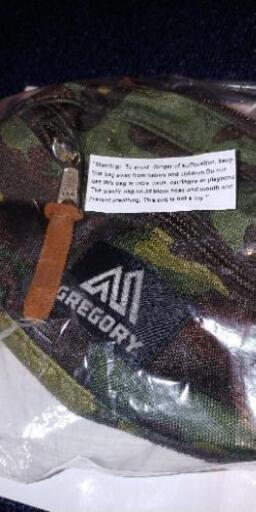 "Warning: To avoid danger of suffocation, keep
this bag away from babies and children. Do not
use this bag in cribs, beds, carriages or playpens.
The plastic bag could block nose and mouth and
prevent breathing. This bag is not a toy."
GREGORY